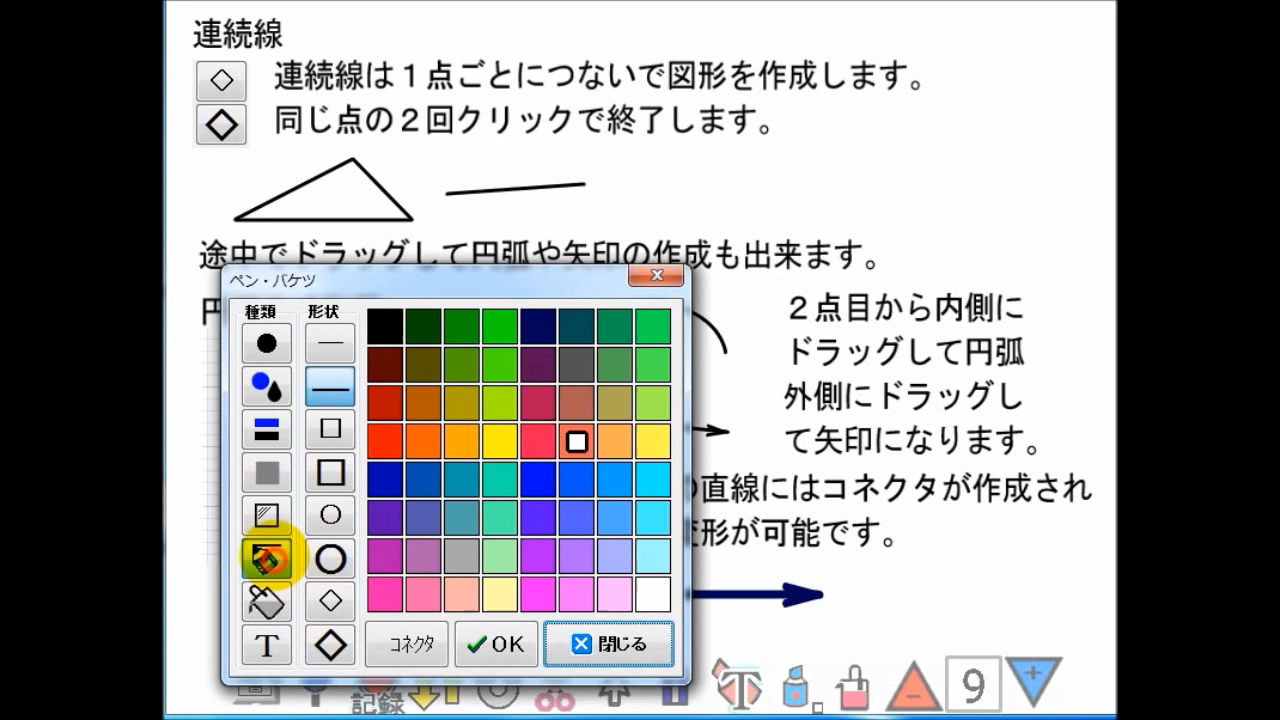 連続線
連続線は１点ごとにつないで図形を作成します。
同じ点の２回クリックで終了します。
途中でドラッグして円弧や矢印の作成も出来ます。
円
２点目から内側に
ドラッグして円弧
外側にドラッグし
て矢印になります。
の直線にはコネクタが作成され
変形が可能です。
ペン・バケツ
種類
形状
T
コネクタ
OK
閉じる
記録
T
9